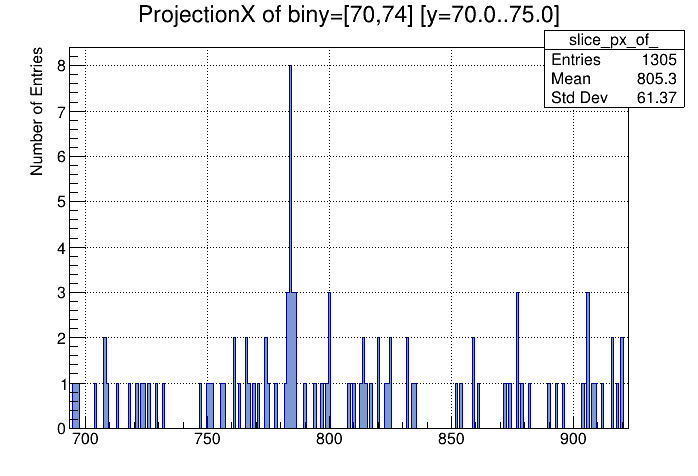 ProjectionX of biny=[70,74] [y=70.0..75.0]
slice_px_of_
Entries 1305
Mean 805.3
Std Dev 61.37
Number of Entries
8
7
6
5
4
3
2
1
0
700 750 800 850 900